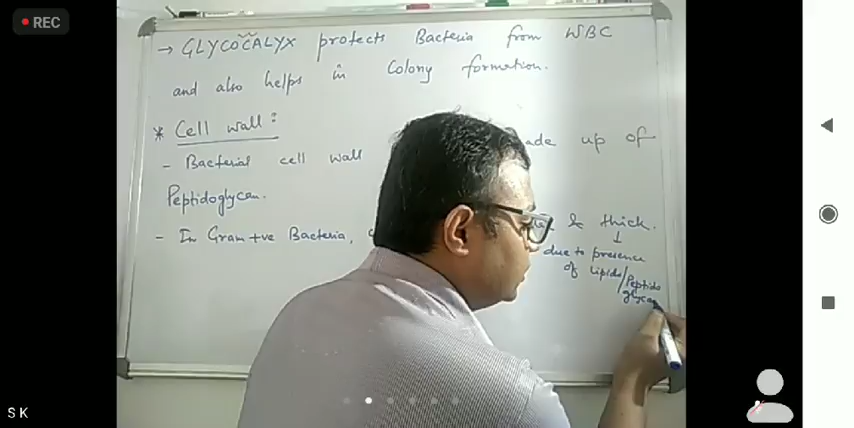 REC
→ GLYCOCALYX protects Bacteria from WBC
and also helps in Colony formation.
* Cell wall :
- Bacterial cell wall ade up of
Peptidoglycan.
- In Gram +ve Bacteria, & thick.
↓
due to presence
of Lipids/Peptido
glycan
S K